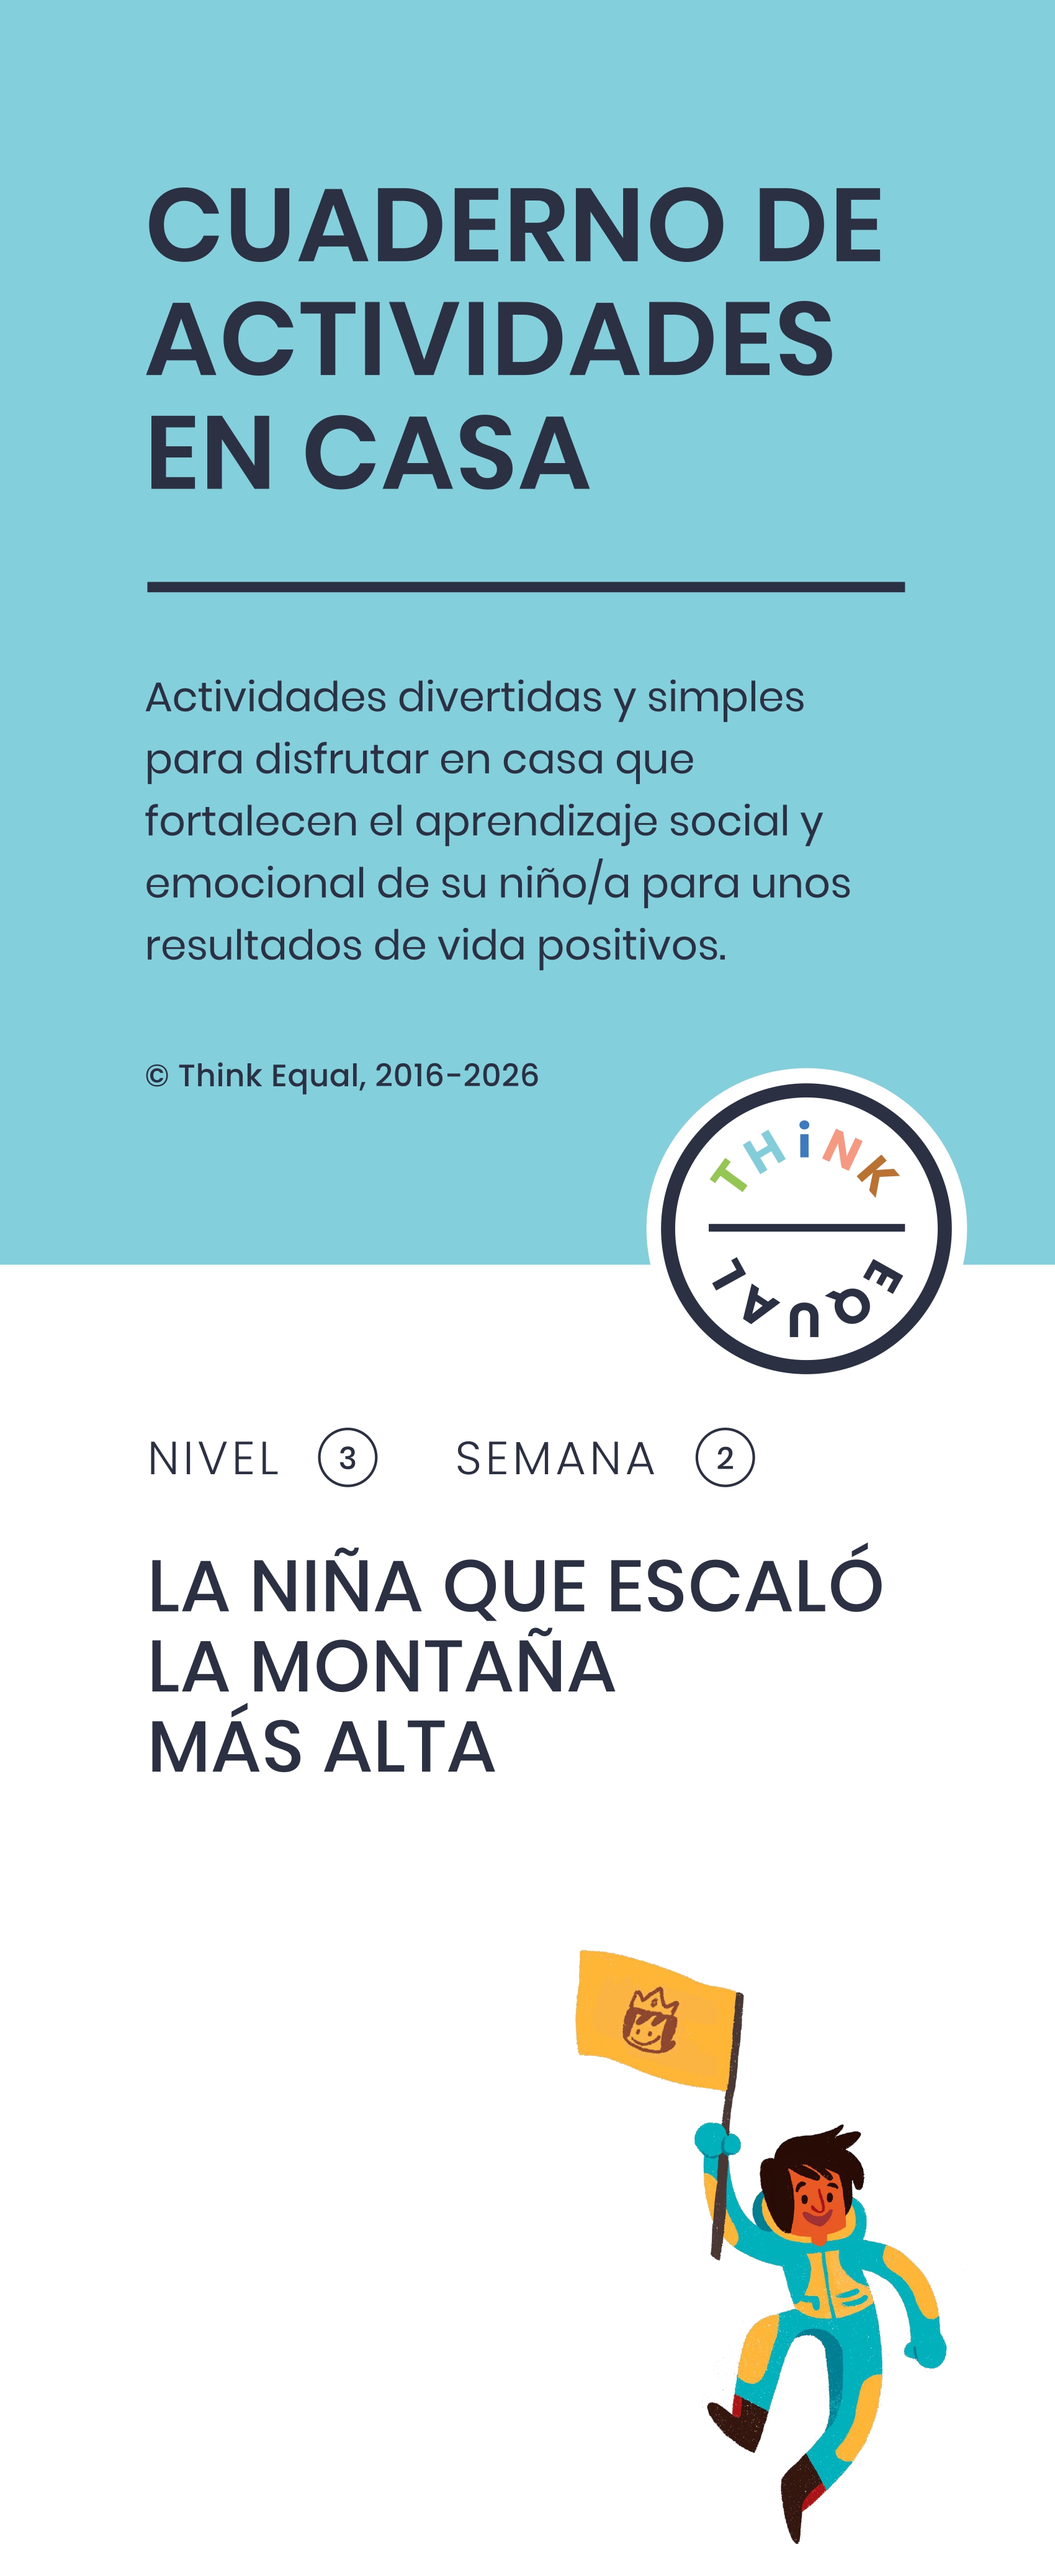 CUADERNO DE
ACTIVIDADES
EN CASA
Actividades divertidas y simples
para disfrutar en casa que
fortalecen el aprendizaje social y
emocional de su niño/a para unos
resultados de vida positivos.
© Think Equal, 2016-2026
THiNK
EQUAL
NIVEL 3 SEMANA 2
LA NIÑA QUE ESCALÓ
LA MONTAÑA
MÁS ALTA